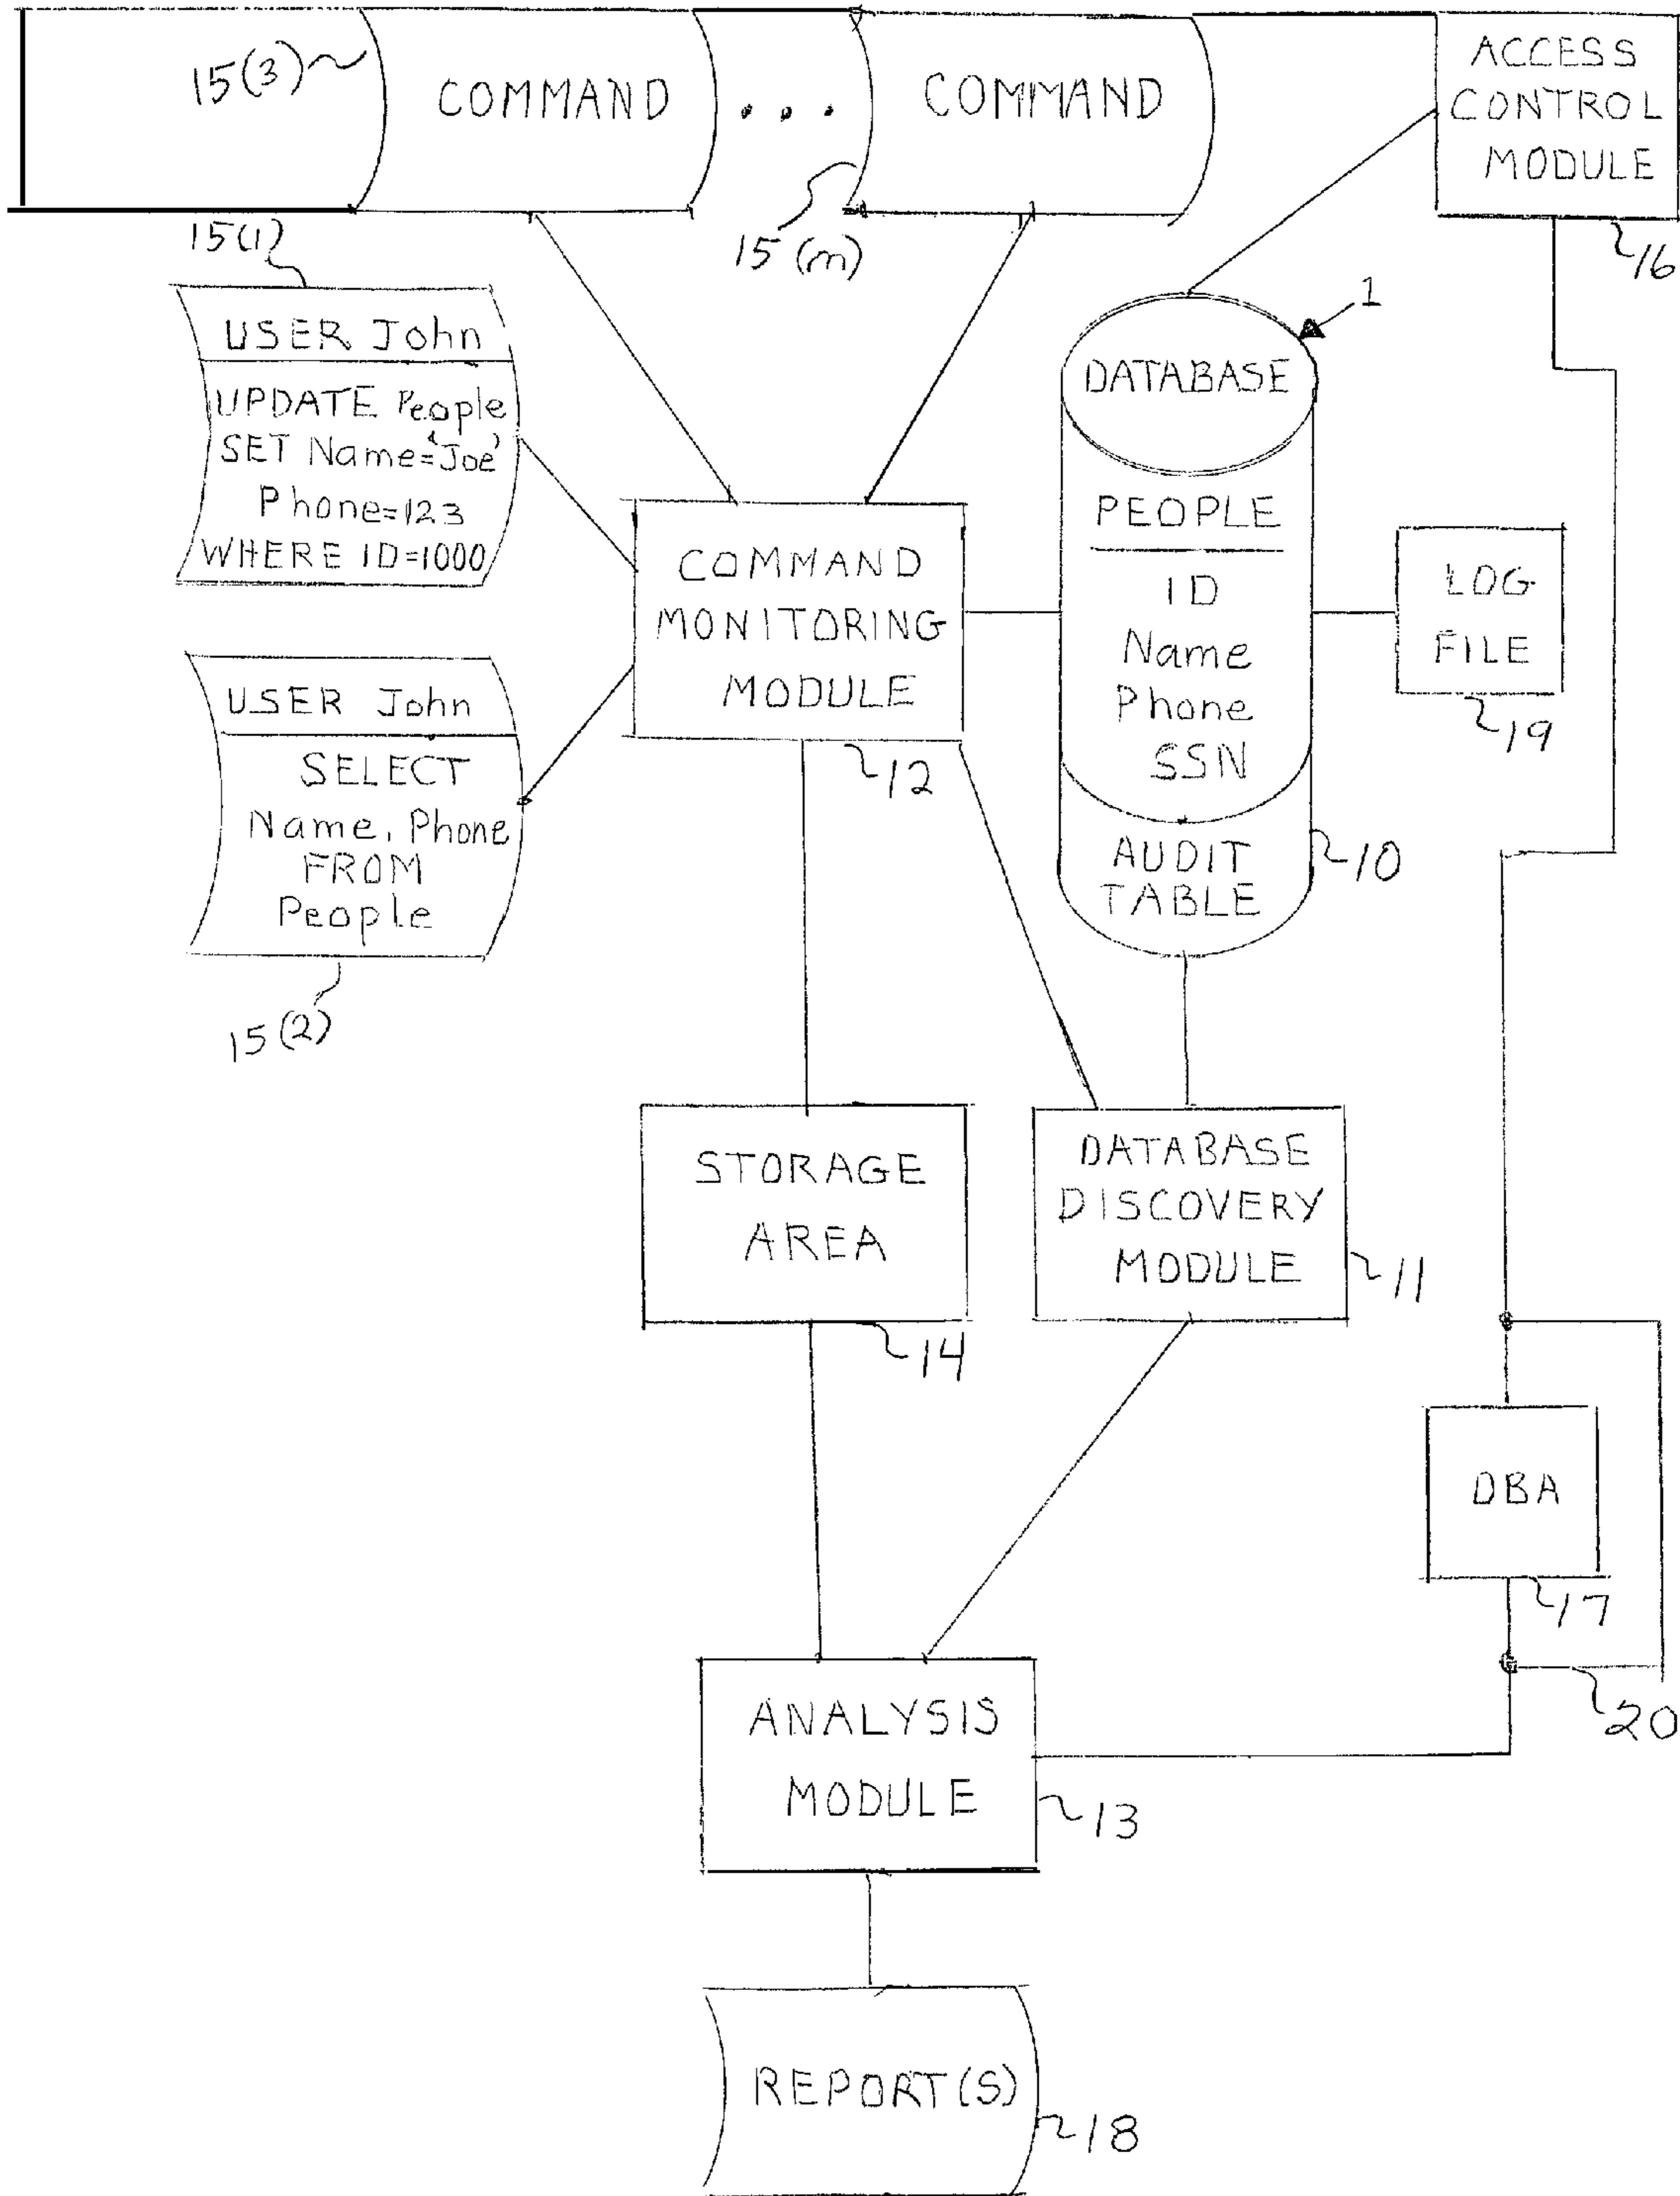 15(3)
COMMAND
...
COMMAND
15(m)
ACCESS
CONTROL
MODULE
16
15(1)
USER John
UPDATE People
SET Name='Joe'
Phone=123
WHERE ID=1000
USER John
SELECT
Name, Phone
FROM
People
15(2)
COMMAND
MONITORING
MODULE
12
1
DATABASE
PEOPLE
ID
Name
Phone
SSN
AUDIT
TABLE
10
LOG
FILE
19
STORAGE
AREA
14
DATABASE
DISCOVERY
MODULE
11
DBA
17
20
ANALYSIS
MODULE
13
REPORT(S)
18